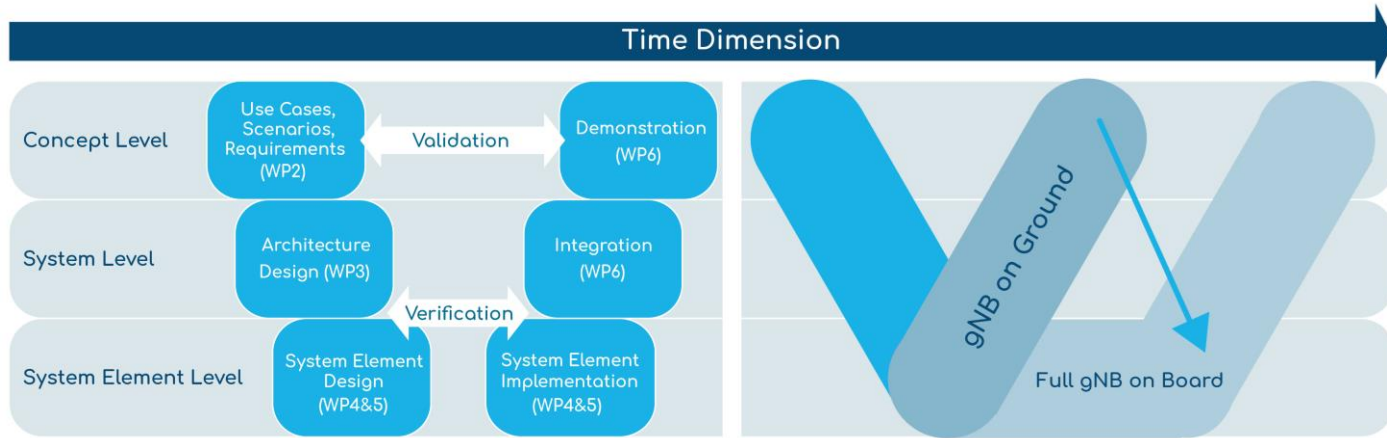 Time Dimension
Concept Level
Use Cases,
Scenarios,
Requirements
(WP2)
Validation
Demonstration
(WP6)
System Level
Architecture
Design (WP3)
Integration
(WP6)
Verification
System Element Level
System Element
Design
(WP4&5)
System Element
Implementation
(WP4&5)
gNB on Ground
Full gNB on Board